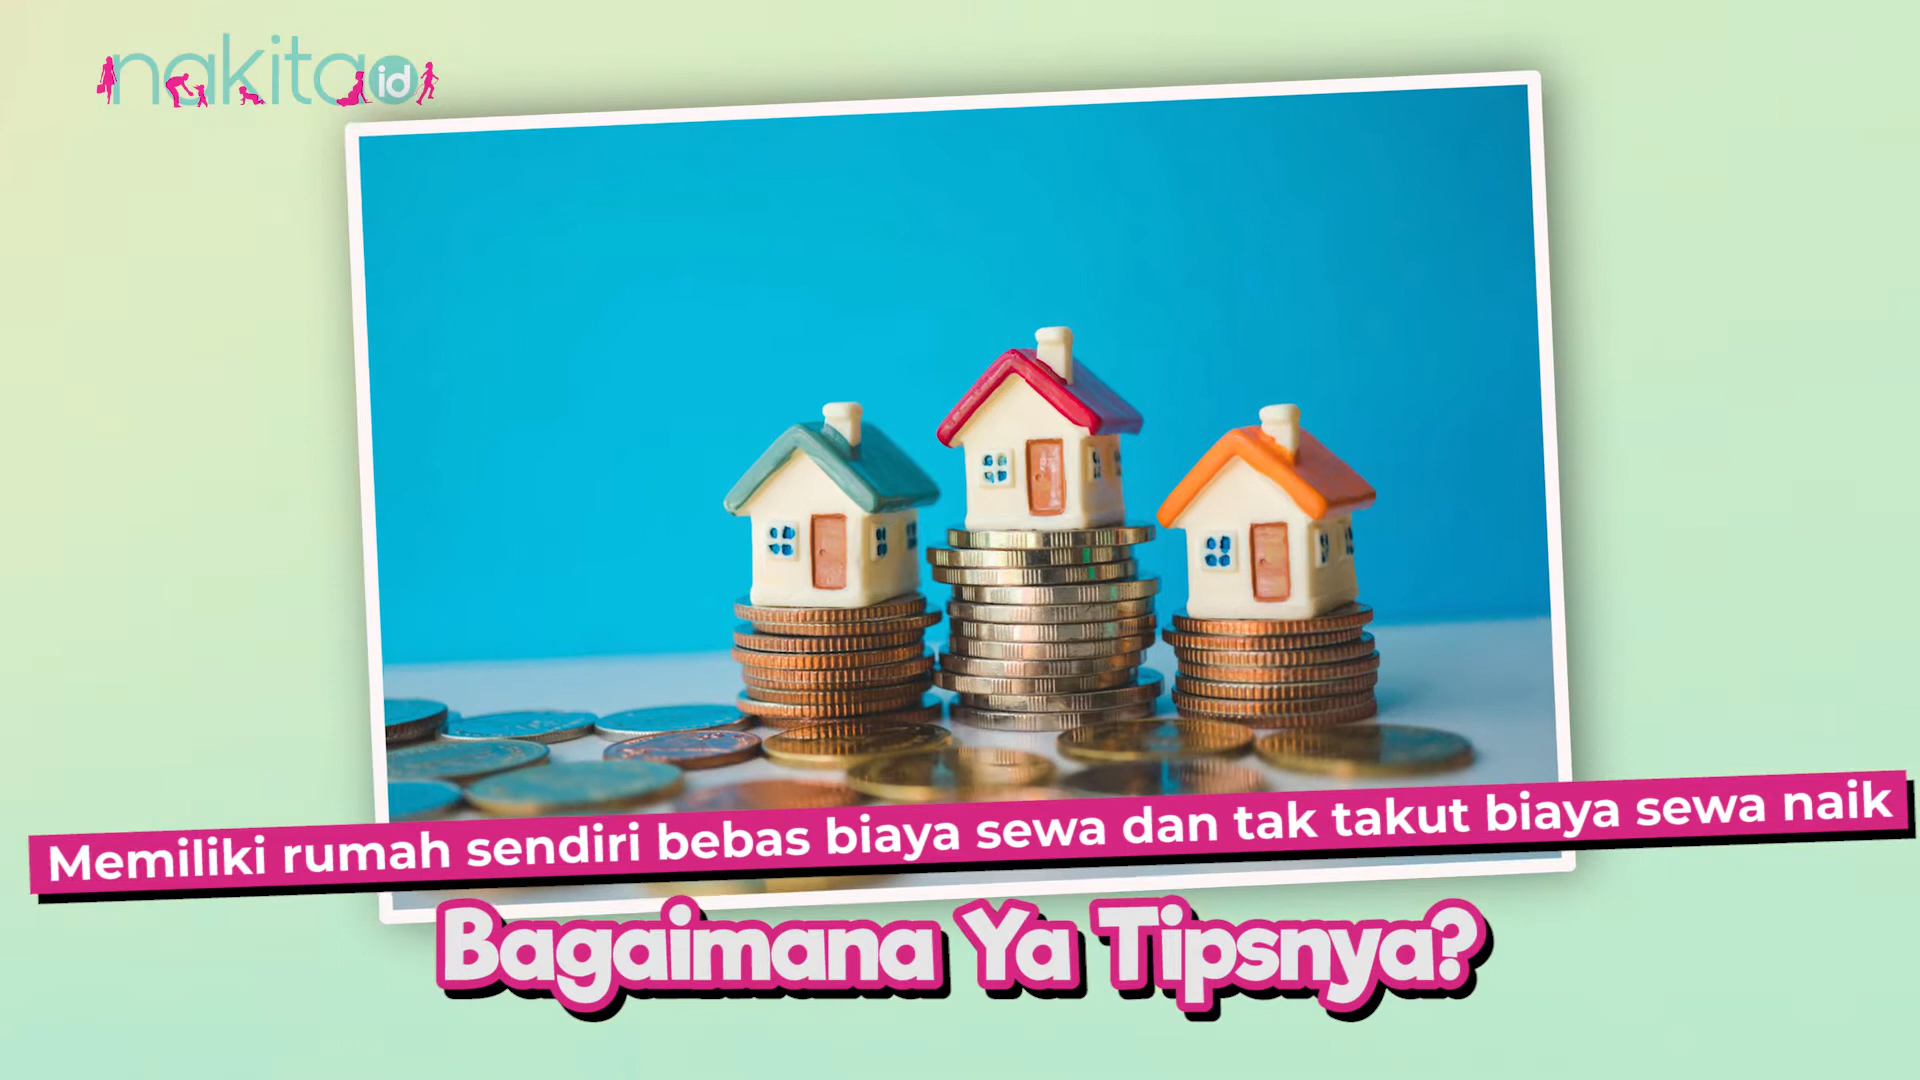 nakita id
Memiliki rumah sendiri bebas biaya sewa dan tak takut biaya sewa naik
Bagaimana Ya Tipsnya?